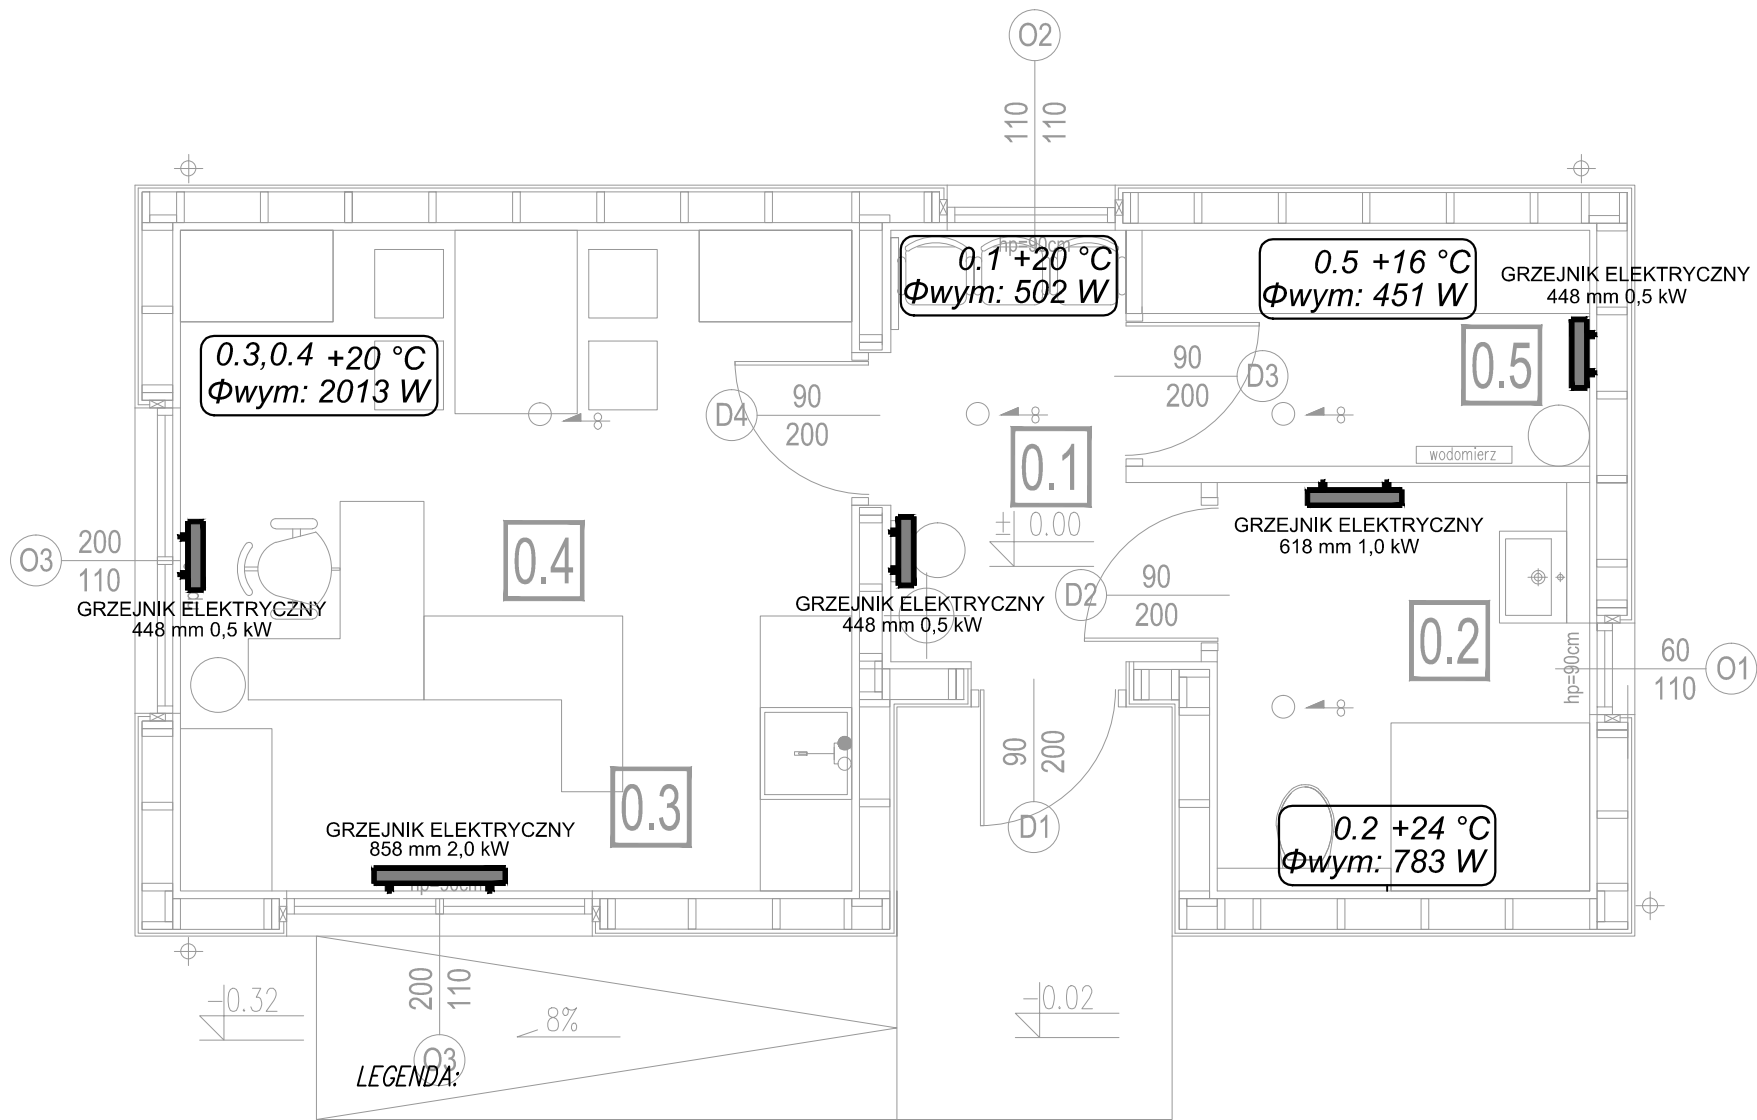 O2
110
110
hp=90cm
0.1 +20 °C
Φwym: 502 W
0.5 +16 °C
Φwym: 451 W
GRZEJNIK ELEKTRYCZNY
448 mm 0,5 kW
0.3,0.4 +20 °C
Φwym: 2013 W
0.5
90
200
D3
D4
90
200
8
8
8
wodomierz
0.1
± 0.00
GRZEJNIK ELEKTRYCZNY
618 mm 1,0 kW
O3
200
110
0.4
GRZEJNIK ELEKTRYCZNY
448 mm 0,5 kW
GRZEJNIK ELEKTRYCZNY
448 mm 0,5 kW
D2
90
200
0.2
hp=90cm
60
110
O1
8
90
200
D1
0.3
GRZEJNIK ELEKTRYCZNY
858 mm 2,0 kW
0.2 +24 °C
Φwym: 783 W
200
110
-0.32
8%
-0.02
O3
LEGENDA: